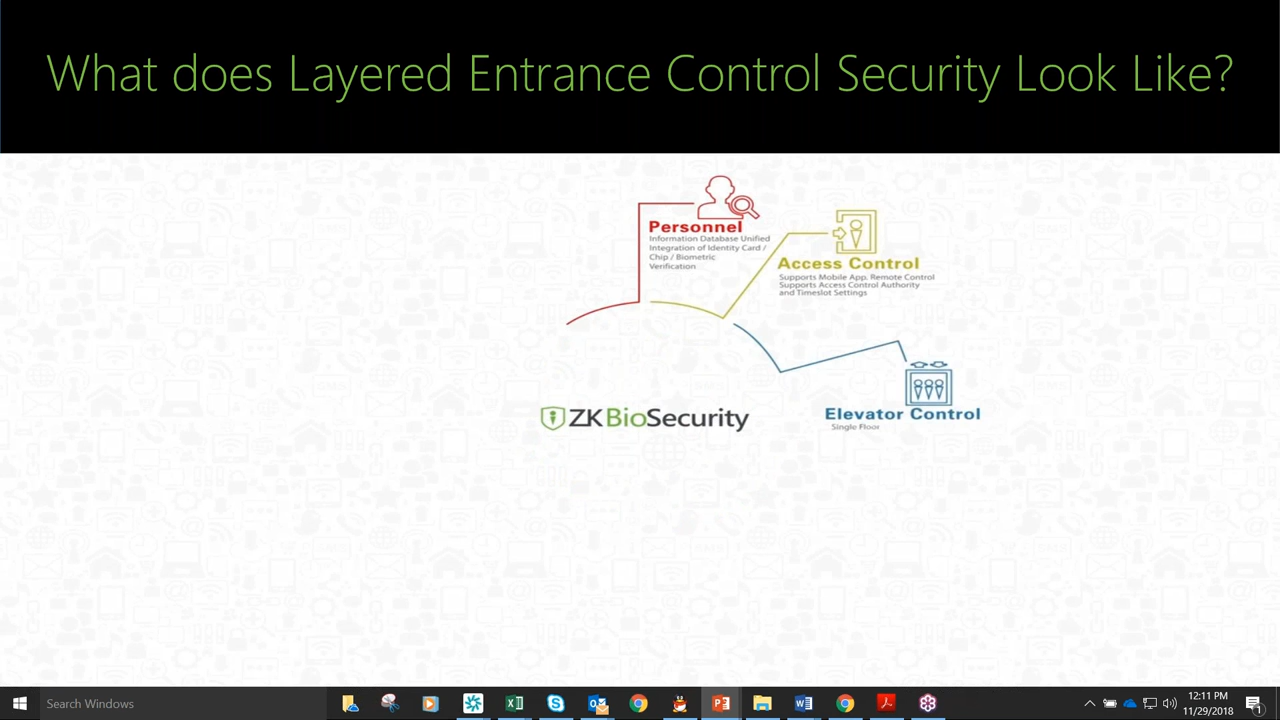 What does Layered Entrance Control Security Look Like?
Personnel
Information Database Unified
Integration of Identity Card /
Chip / Biometric
Verification
Access Control
Supports Mobile App, Remote Control
Supports Access Control Authority
and Timeslot Settings
ZKBioSecurity
Elevator Control
Single Floor
Search Windows
12:11 PM
11/29/2018
1